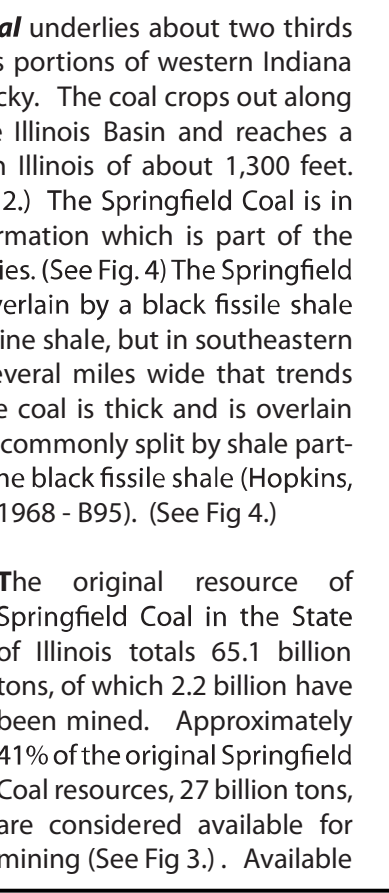 al underlies about two thirds
s portions of western Indiana
cky. The coal crops out along
e Illinois Basin and reaches a
n Illinois of about 1,300 feet.
2.) The Springfield Coal is in
rmation which is part of the
ies. (See Fig. 4) The Springfield
verlain by a black fissile shale
ine shale, but in southeastern
everal miles wide that trends
e coal is thick and is overlain
commonly split by shale part-
he black fissile shale (Hopkins,
1968 - B95). (See Fig 4.)
The original resource of
Springfield Coal in the State
of Illinois totals 65.1 billion
tons, of which 2.2 billion have
been mined. Approximately
41% of the original Springfield
Coal resources, 27 billion tons,
are considered available for
mining (See Fig 3.) . Available